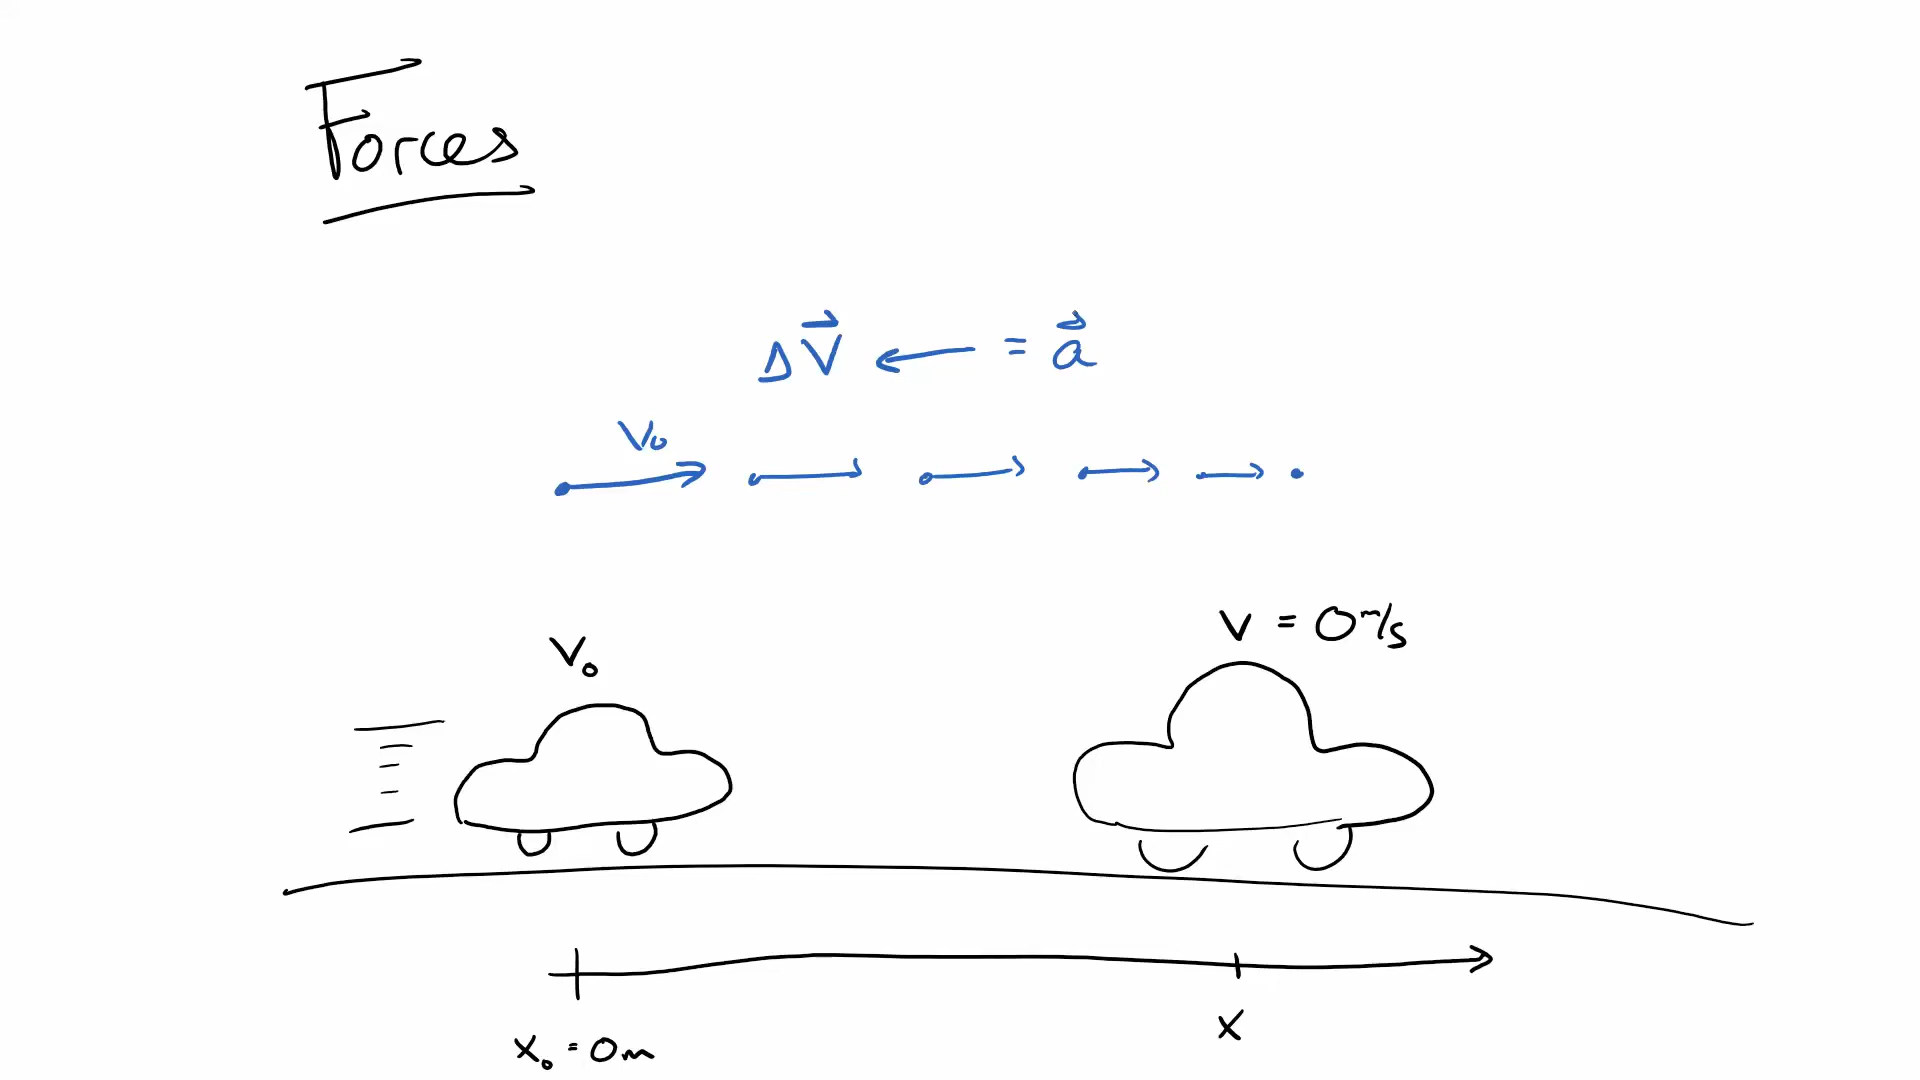 Forces
Δv⃗ ← = a⃗
v₀
v = 0 m/s
v₀
x
x₀ = 0m